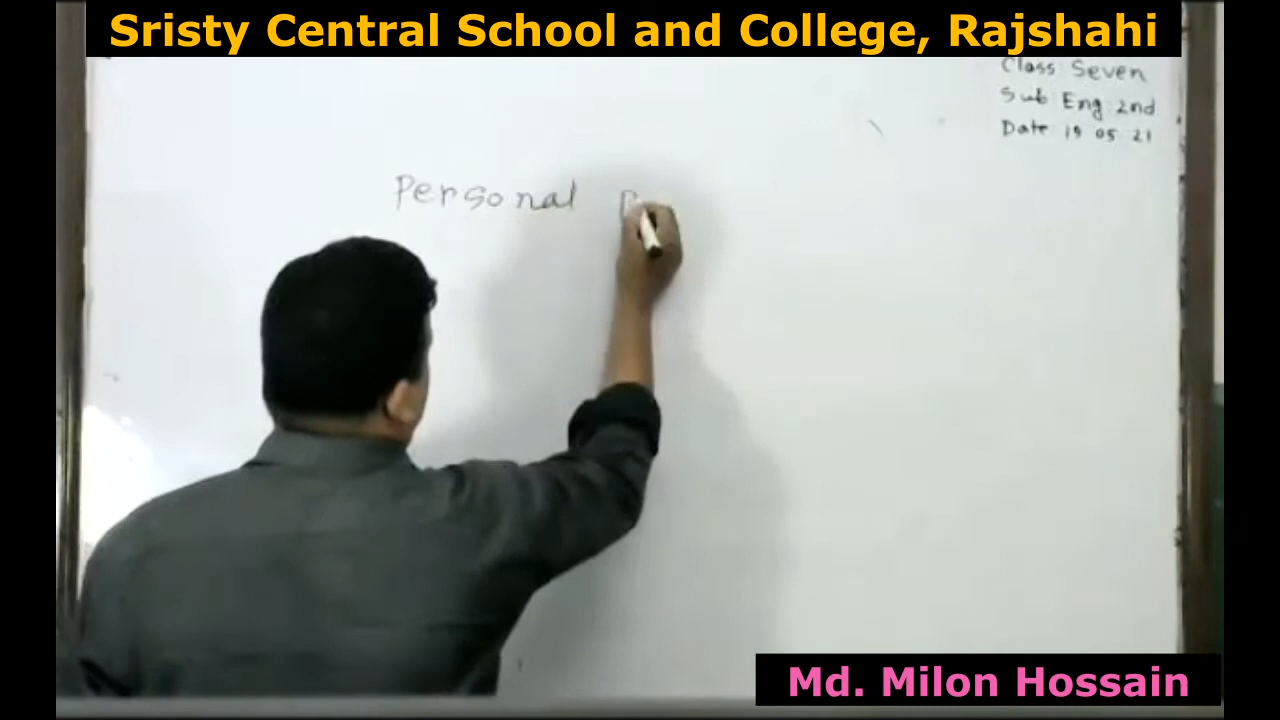 Sristy Central School and College, Rajshahi
Class Seven
Sub Eng 2nd
Date 19 05 21
Personal
Md. Milon Hossain